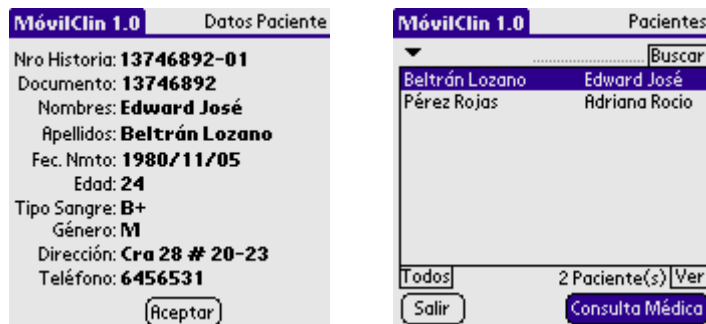 MóvilClin 1.0 Datos Paciente
Nro Historia: 13746892-01
Documento: 13746892
Nombres: Edward José
Apellidos: Beltrán Lozano
Fec. Nmto: 1980/11/05
Edad: 24
Tipo Sangre: B+
Género: M
Dirección: Cra 28 # 20-23
Teléfono: 6456531
Aceptar
MóvilClin 1.0 Pacientes
Buscar
Beltrán Lozano Edward José
Pérez Rojas Adriana Rocio
Todos 2 Paciente(s) Ver
Salir Consulta Médica